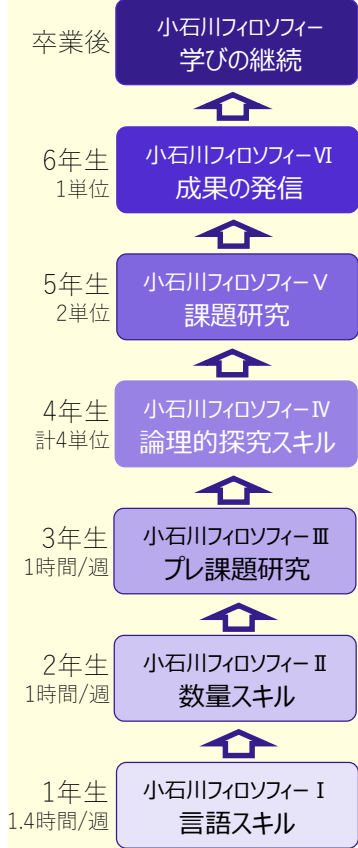 卒業後
小石川フィロソフィー
学びの継続
6年生
1単位
小石川フィロソフィーⅥ
成果の発信
5年生
2単位
小石川フィロソフィーⅤ
課題研究
4年生
計4単位
小石川フィロソフィーⅣ
論理的探究スキル
3年生
1時間/週
小石川フィロソフィーⅢ
プレ課題研究
2年生
1時間/週
小石川フィロソフィーⅡ
数量スキル
1年生
1.4時間/週
小石川フィロソフィーⅠ
言語スキル